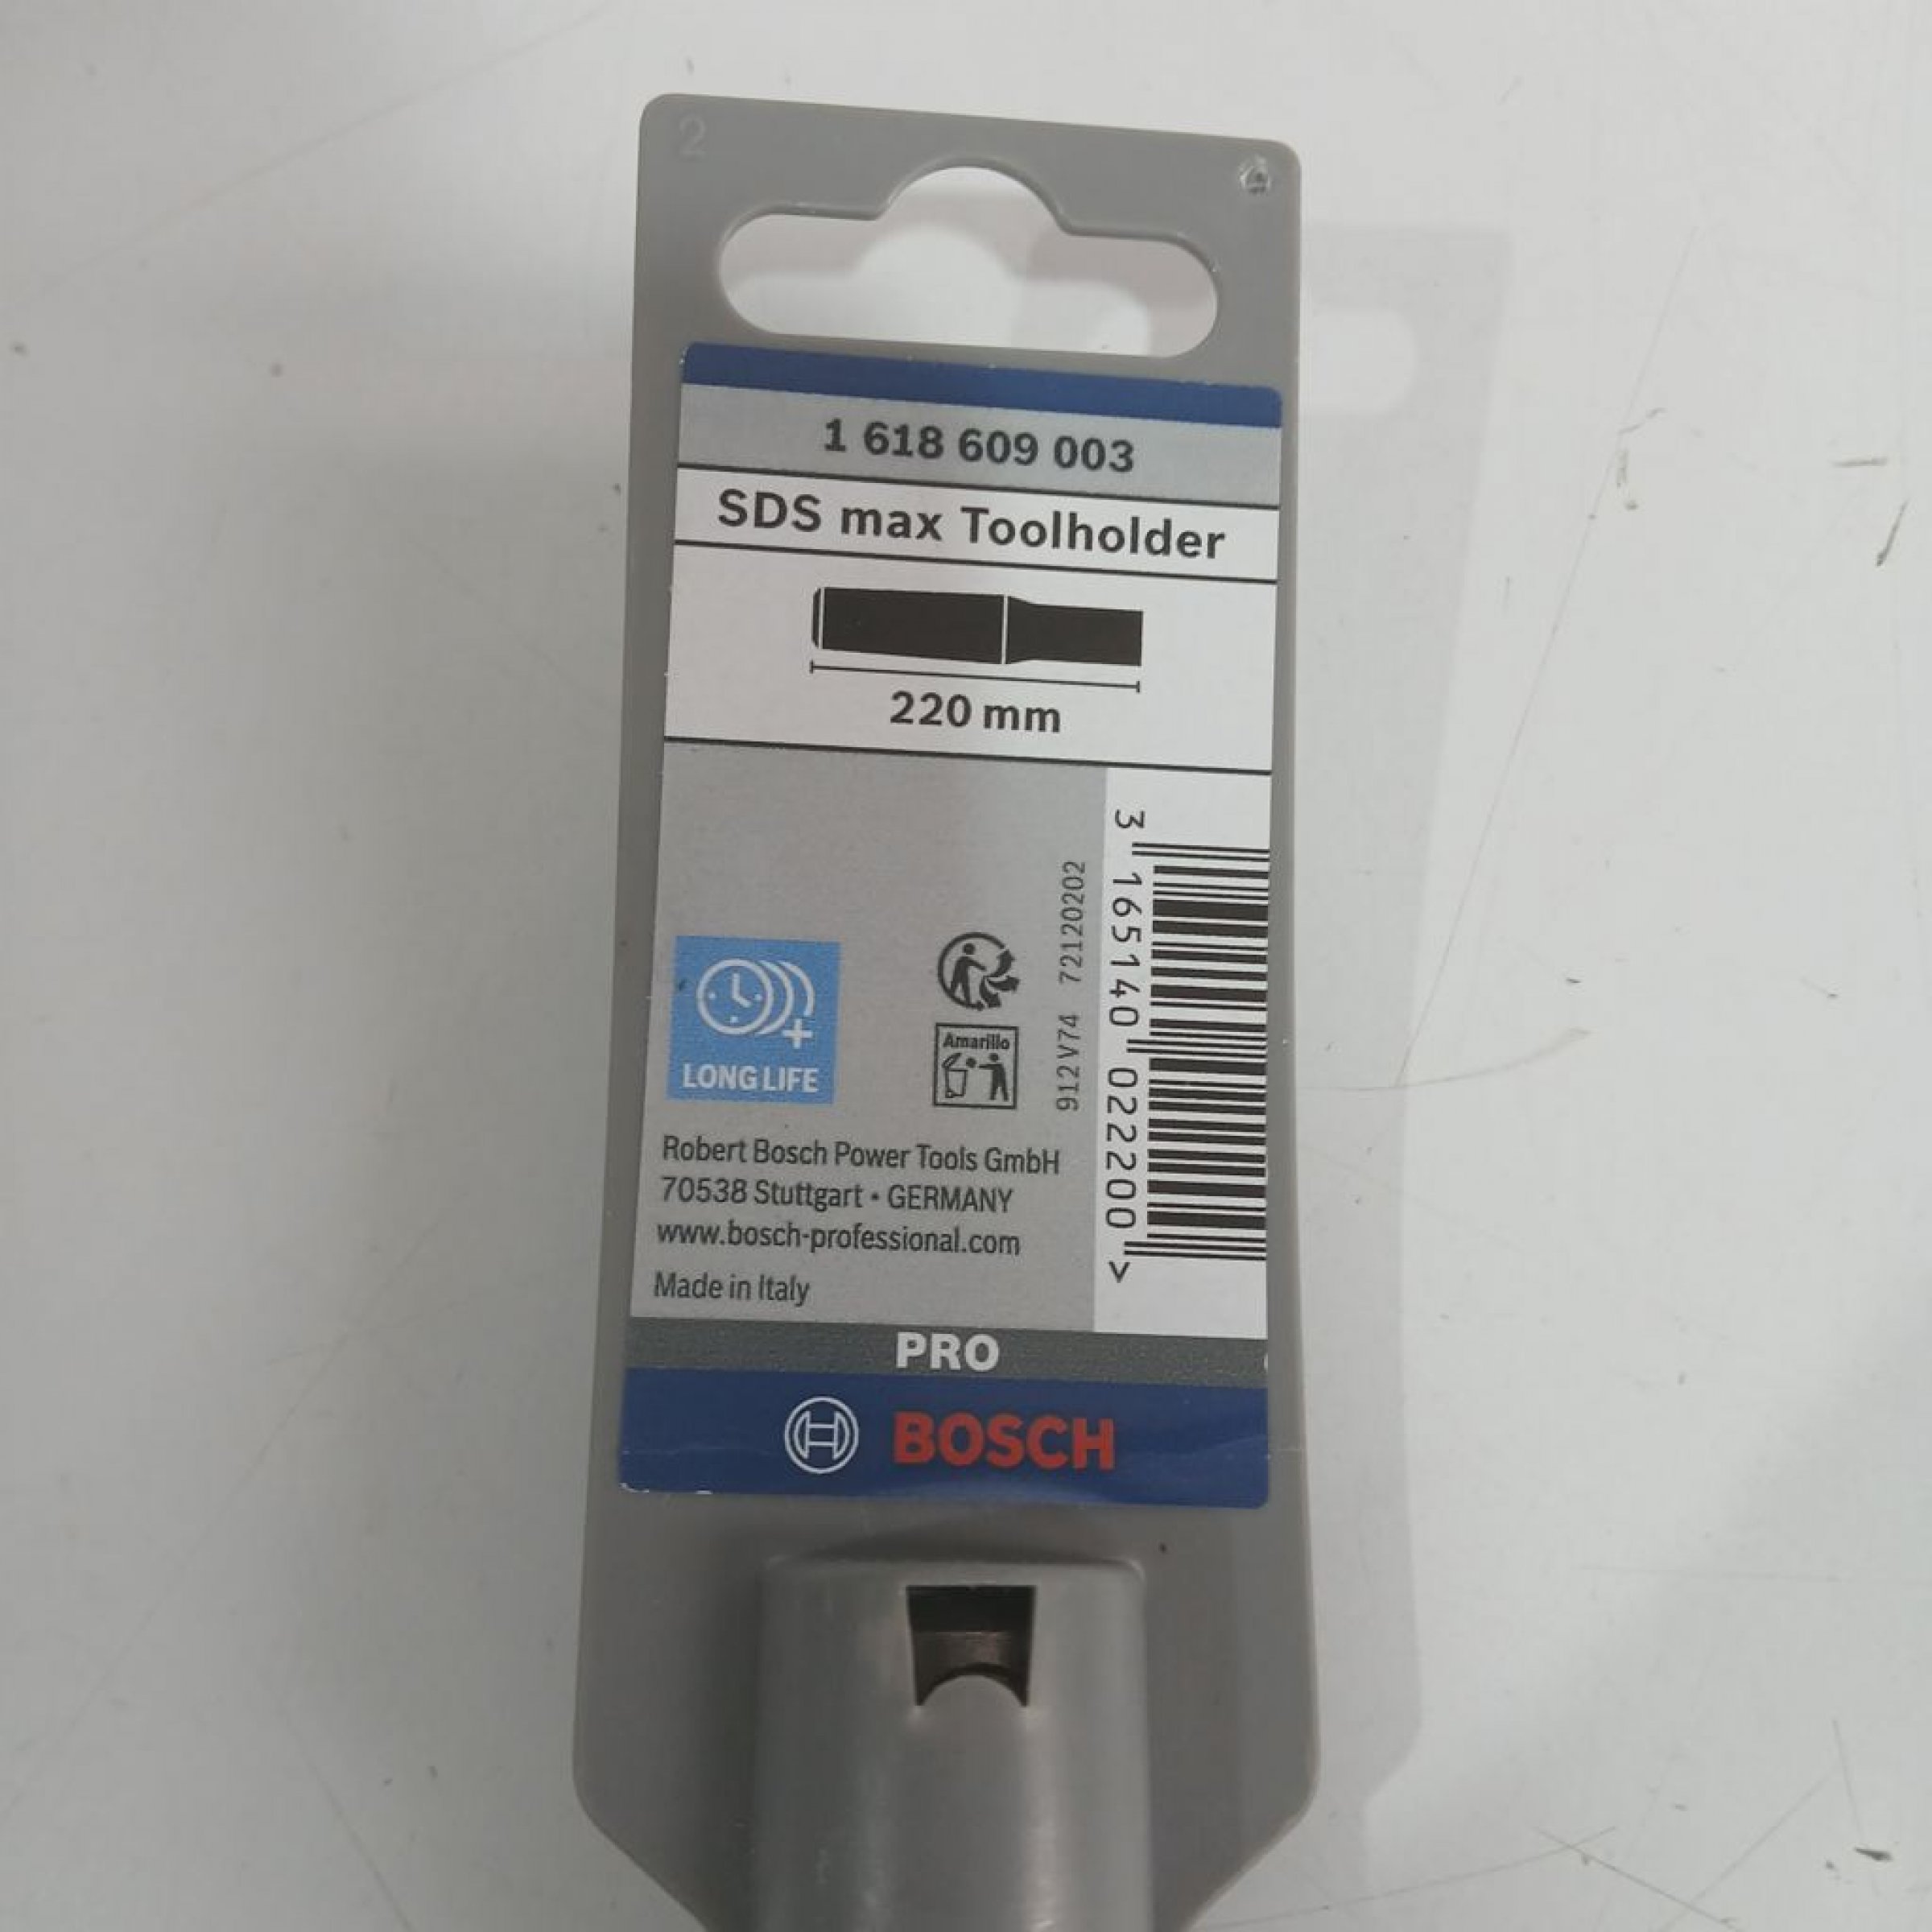 2
1 618 609 003
SDS max Toolholder
220 mm
3 165140 022200 >
912 V74 72120202
LONG LIFE
Amarillo
Robert Bosch Power Tools GmbH
70538 Stuttgart • GERMANY
www.bosch-professional.com
Made in Italy
PRO
BOSCH